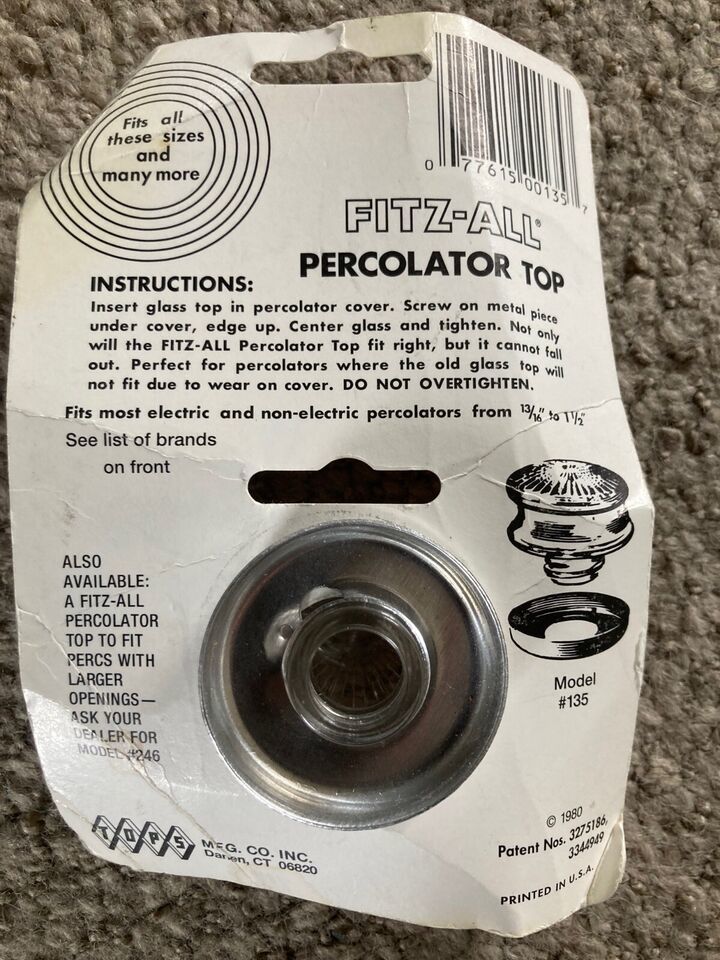 Fits all
these sizes
and
many more
0 77615 00135 7
FITZ-ALL®
PERCOLATOR TOP
INSTRUCTIONS:
Insert glass top in percolator cover. Screw on metal piece
under cover, edge up. Center glass and tighten. Not only
will the FITZ-ALL Percolator Top fit right, but it cannot fall
out. Perfect for percolators where the old glass top will
not fit due to wear on cover. DO NOT OVERTIGHTEN.
Fits most electric and non-electric percolators from 13/16" to 1 1/2"
See list of brands
on front
ALSO
AVAILABLE:
A FITZ-ALL
PERCOLATOR
TOP TO FIT
PERCS WITH
LARGER
OPENINGS—
ASK YOUR
DEALER FOR
MODEL #246
Model
#135
TOPS MFG. CO. INC.
Darien, CT 06820
© 1980
Patent Nos. 3275186,
3344949
PRINTED IN U.S.A.